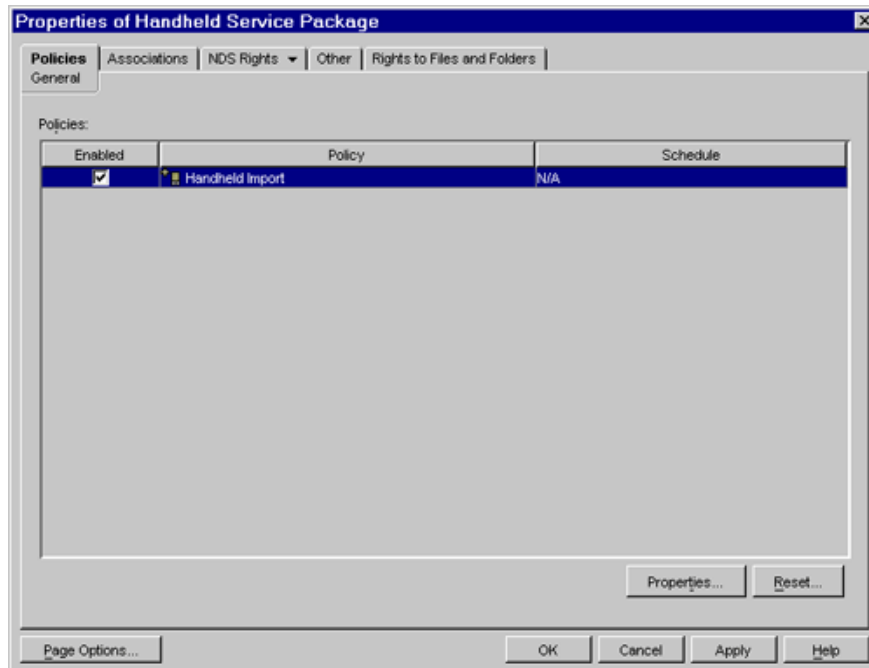 Properties of Handheld Service Package
Policies Associations NDS Rights Other Rights to Files and Folders
General
Policies:
Enabled Policy Schedule
Handheld Import N/A
Properties... Reset...
Page Options... OK Cancel Apply Help